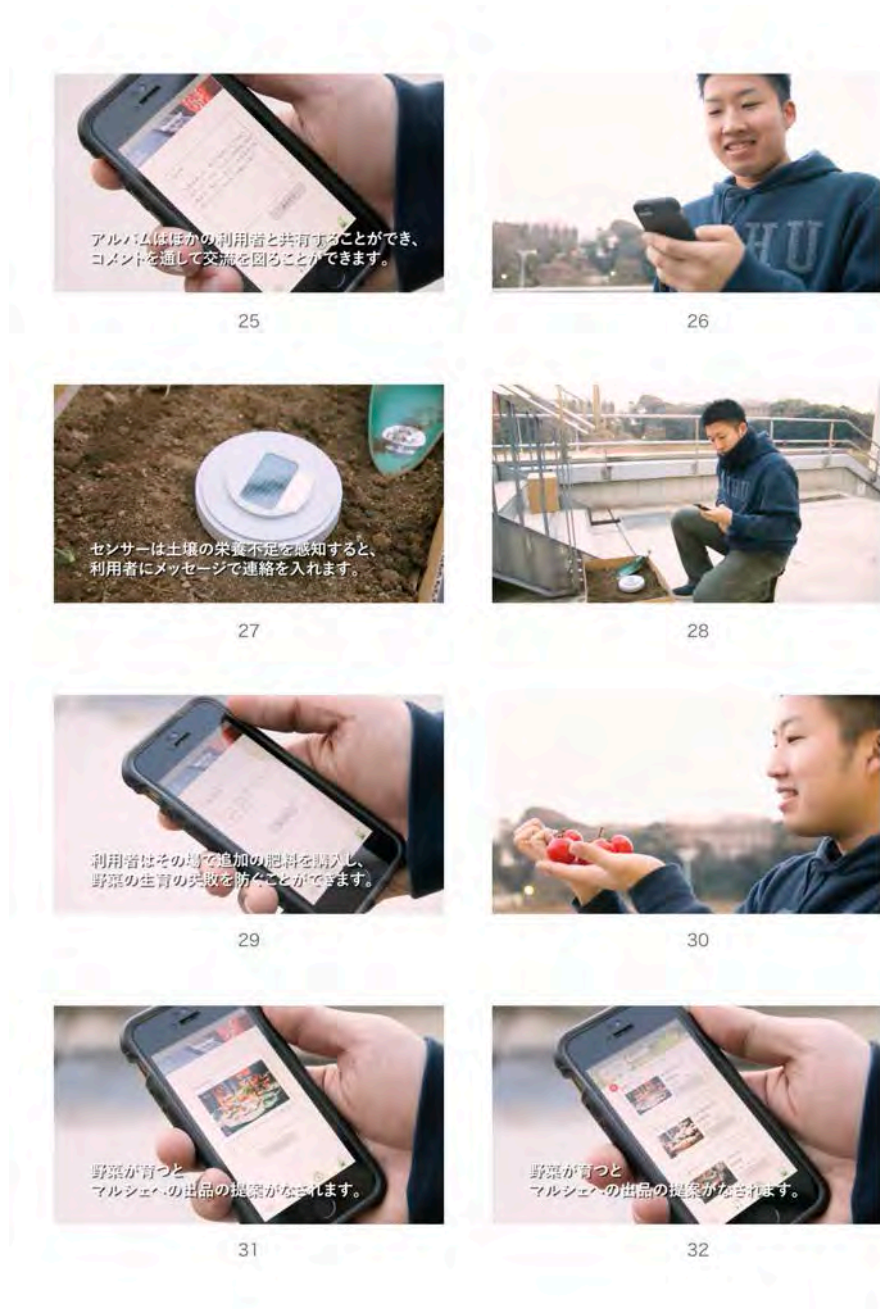 アルバムはほかの利用者と共有することができ、
コメントを通して交流を図ることができます。
25
26
センサーは土壌の栄養不足を感知すると、
利用者にメッセージで連絡を入れます。
27
28
利用者はその場で追加の肥料を購入し、
野菜の生育の失敗を防ぐことができます。
29
30
野菜が育つと
マルシェへの出品の提案がなされます。
31
野菜が育つと
マルシェへの出品の提案がなされます。
32